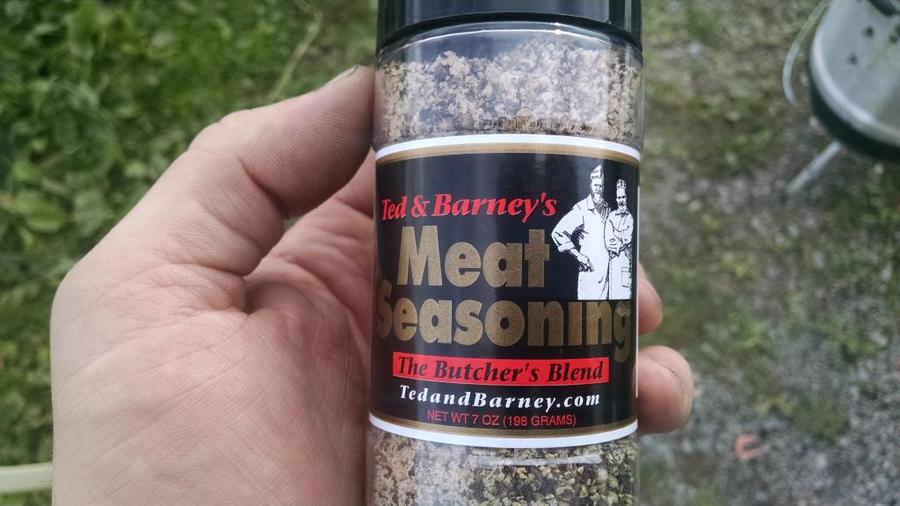 Ted & Barney's
Meat
Seasoning
The Butcher's Blend
TedandBarney.com
NET WT 7 OZ (198 GRAMS)